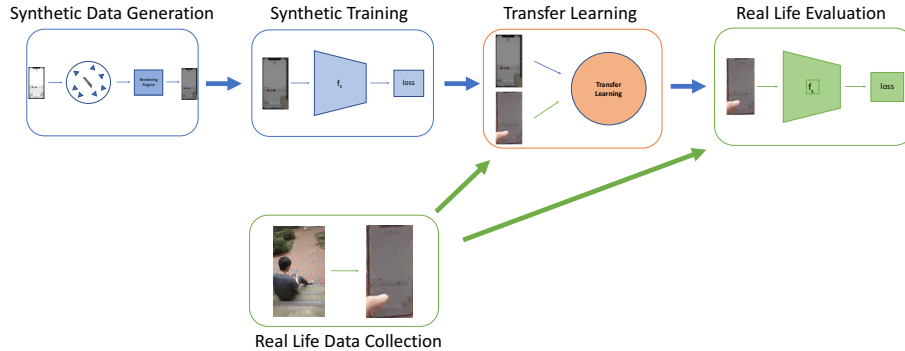 Synthetic Data Generation
Synthetic Training
Transfer Learning
Real Life Evaluation
Rendering
Engine
fs
loss
Transfer
Learning
fs
loss
Real Life Data Collection